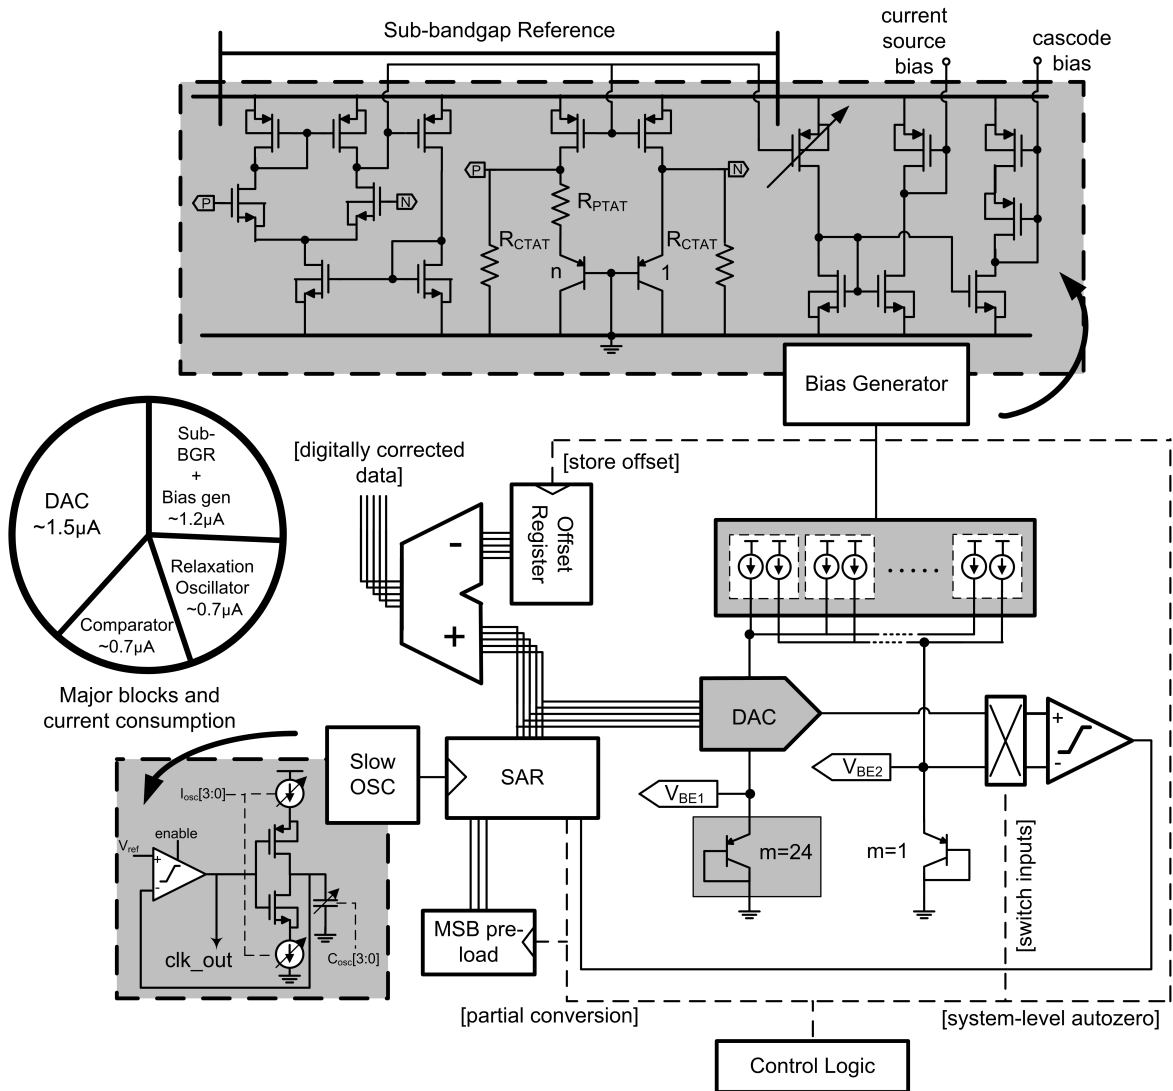 Sub-bandgap Reference
current
source
bias
cascode
bias
P
N
P
N
R_PTAT
R_CTAT
R_CTAT
n
1
Bias Generator
Sub-
BGR
+
Bias gen
~1.2µA
DAC
~1.5µA
Relaxation
Oscillator
~0.7µA
Comparator
~0.7µA
Major blocks and
current consumption
[digitally corrected
data]
[store offset]
Offset
Register
-
+
DAC
Slow
OSC
SAR
V_BE1
V_BE2
+
-
m=24
m=1
[switch inputs]
I_osc[3:0]
enable
V_ref
+
-
clk_out
C_osc[3:0]
MSB pre-
load
[partial conversion]
[system-level autozero]
Control Logic